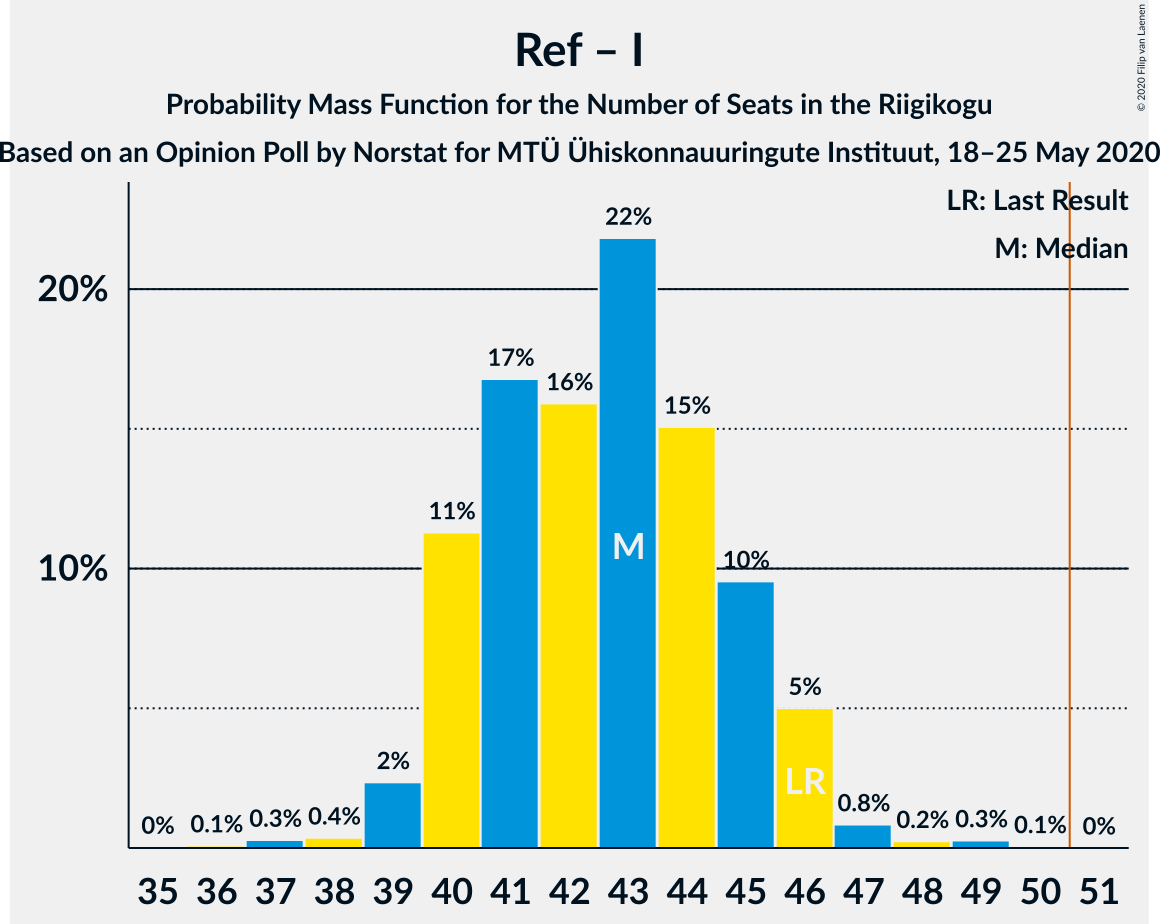 Ref – I
Probability Mass Function for the Number of Seats in the Riigikogu
Based on an Opinion Poll by Norstat for MTÜ Ühiskonnauuringute Instituut, 18–25 May 2020
© 2020 Filip van Laenen
LR: Last Result
M: Median
20%
10%
0%
0.1%
0.3%
0.4%
2%
11%
17%
16%
22%
15%
10%
5%
0.8%
0.2%
0.3%
0.1%
0%
M
LR
35 36 37 38 39 40 41 42 43 44 45 46 47 48 49 50 51